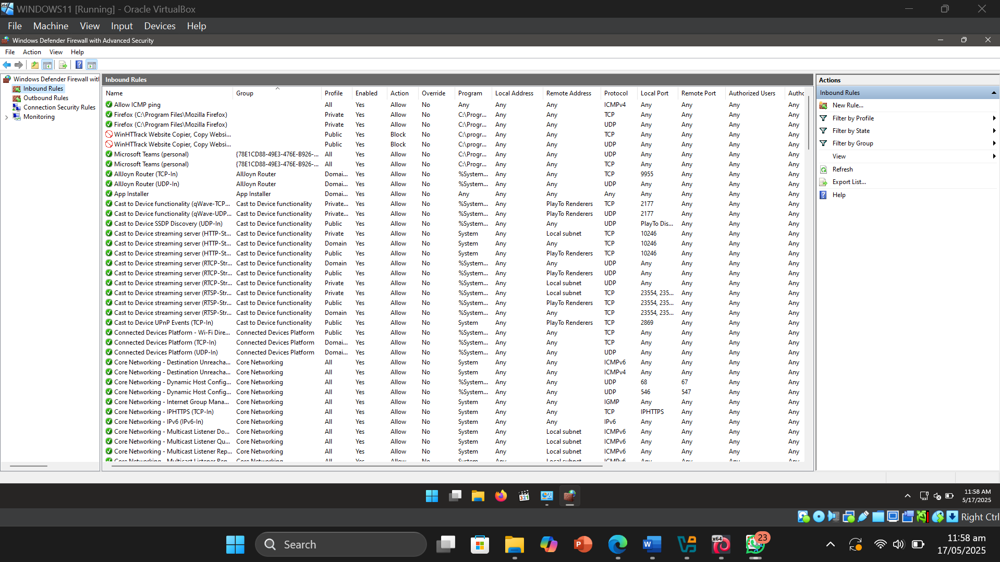 WINDOWS11 [Running] - Oracle VirtualBox
File Machine View Input Devices Help
Windows Defender Firewall with Advanced Security
File Action View Help
Windows Defender Firewall with
Inbound Rules
Outbound Rules
Connection Security Rules
Monitoring
Inbound Rules
Name Group Profile Enabled Action Override Program Local Address Remote Address Protocol Local Port Remote Port Authorized Users Autho
Allow ICMP ping All Yes Allow No Any Any Any ICMPv4 Any Any Any Any
Firefox (C:\Program Files\Mozilla Firefox) Private Yes Allow No C:\Progr... Any Any TCP Any Any Any Any
Firefox (C:\Program Files\Mozilla Firefox) Private Yes Allow No C:\Progr... Any Any UDP Any Any Any Any
WinHTTrack Website Copier, Copy Websi... Public Yes Block No C:\progr... Any Any TCP Any Any Any Any
WinHTTrack Website Copier, Copy Websi... Public Yes Block No C:\progr... Any Any UDP Any Any Any Any
Microsoft Teams (personal) {78E1CD88-49E3-476E-B926-... All Yes Allow No C:\Progr... Any Any UDP Any Any Any Any
Microsoft Teams (personal) {78E1CD88-49E3-476E-B926-... All Yes Allow No C:\Progr... Any Any TCP Any Any Any Any
AllJoyn Router (TCP-In) AllJoyn Router Domai... Yes Allow No %System... Any Any TCP 9955 Any Any Any
AllJoyn Router (UDP-In) AllJoyn Router Domai... Yes Allow No %System... Any Any UDP Any Any Any Any
App Installer App Installer Domai... Yes Allow No Any Any Any Any Any Any Any Any
Cast to Device functionality (qWave-TCP... Cast to Device functionality Private... Yes Allow No %System... Any PlayTo Renderers TCP 2177 Any Any Any
Cast to Device functionality (qWave-UDP... Cast to Device functionality Private... Yes Allow No %System... Any PlayTo Renderers UDP 2177 Any Any Any
Cast to Device SSDP Discovery (UDP-In) Cast to Device functionality Public Yes Allow No %System... Any Any UDP PlayTo Dis... Any Any Any
Cast to Device streaming server (HTTP-St... Cast to Device functionality Private Yes Allow No System Any Local subnet TCP 10246 Any Any Any
Cast to Device streaming server (HTTP-St... Cast to Device functionality Domain Yes Allow No System Any Any TCP 10246 Any Any Any
Cast to Device streaming server (HTTP-St... Cast to Device functionality Public Yes Allow No System Any PlayTo Renderers TCP 10246 Any Any Any
Cast to Device streaming server (RTCP-Str... Cast to Device functionality Domain Yes Allow No %System... Any Any UDP Any Any Any Any
Cast to Device streaming server (RTCP-Str... Cast to Device functionality Public Yes Allow No %System... Any PlayTo Renderers UDP Any Any Any Any
Cast to Device streaming server (RTCP-Str... Cast to Device functionality Private Yes Allow No %System... Any Local subnet UDP Any Any Any Any
Cast to Device streaming server (RTSP-Str... Cast to Device functionality Private Yes Allow No %System... Any Local subnet TCP 23554, 235... Any Any Any
Cast to Device streaming server (RTSP-Str... Cast to Device functionality Public Yes Allow No %System... Any PlayTo Renderers TCP 23554, 235... Any Any Any
Cast to Device streaming server (RTSP-Str... Cast to Device functionality Domain Yes Allow No %System... Any Any TCP 23554, 235... Any Any Any
Cast to Device UPnP Events (TCP-In) Cast to Device functionality Public Yes Allow No System Any PlayTo Renderers TCP 2869 Any Any Any
Connected Devices Platform - Wi-Fi Dire... Connected Devices Platform Public Yes Allow No %System... Any Any TCP Any Any Any Any
Connected Devices Platform (TCP-In) Connected Devices Platform Domai... Yes Allow No %System... Any Any TCP Any Any Any Any
Connected Devices Platform (UDP-In) Connected Devices Platform Domai... Yes Allow No %System... Any Any UDP Any Any Any Any
Core Networking - Destination Unreacha... Core Networking All Yes Allow No System Any Any ICMPv6 Any Any Any Any
Core Networking - Destination Unreacha... Core Networking All Yes Allow No System Any Any ICMPv4 Any Any Any Any
Core Networking - Dynamic Host Config... Core Networking All Yes Allow No %System... Any Any UDP 68 67 Any Any
Core Networking - Dynamic Host Config... Core Networking All Yes Allow No %System... Any Any UDP 546 547 Any Any
Core Networking - Internet Group Mana... Core Networking All Yes Allow No System Any Any IGMP Any Any Any Any
Core Networking - IPHTTPS (TCP-In) Core Networking All Yes Allow No System Any Any TCP IPHTTPS Any Any Any
Core Networking - IPv6 (IPv6-In) Core Networking All Yes Allow No System Any Any IPv6 Any Any Any Any
Core Networking - Multicast Listener Do... Core Networking All Yes Allow No System Any Local subnet ICMPv6 Any Any Any Any
Core Networking - Multicast Listener Qu... Core Networking All Yes Allow No System Any Local subnet ICMPv6 Any Any Any Any
Core Networking - Multicast Listener Rep... Core Networking All Yes Allow No System Any Local subnet ICMPv6 Any Any Any Any
Core Networking - Multicast Listener Rep... Core Networking All Yes Allow No System Any Local subnet ICMPv6 Any Any Any Any
Actions
Inbound Rules
New Rule...
Filter by Profile
Filter by State
Filter by Group
View
Refresh
Export List...
Help
321
11:58 AM
5/17/2025
Right Ctrl
Search
x64
23
11:58 am
17/05/2025